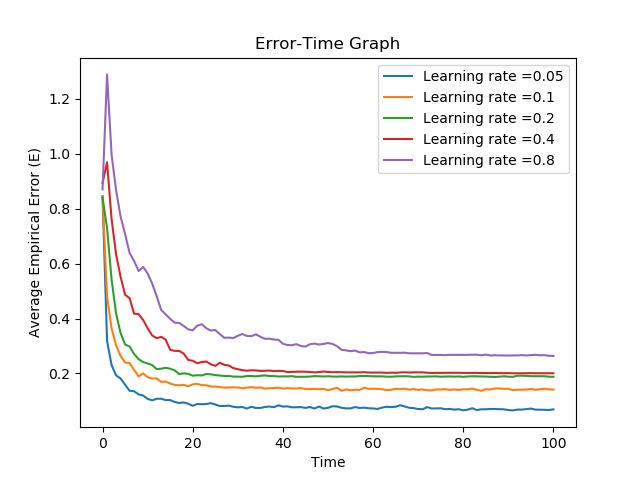 Error-Time Graph
Average Empirical Error (E)
1.2
1.0
0.8
0.6
0.4
0.2
Learning rate =0.05
Learning rate =0.1
Learning rate =0.2
Learning rate =0.4
Learning rate =0.8
0 20 40 60 80 100
Time